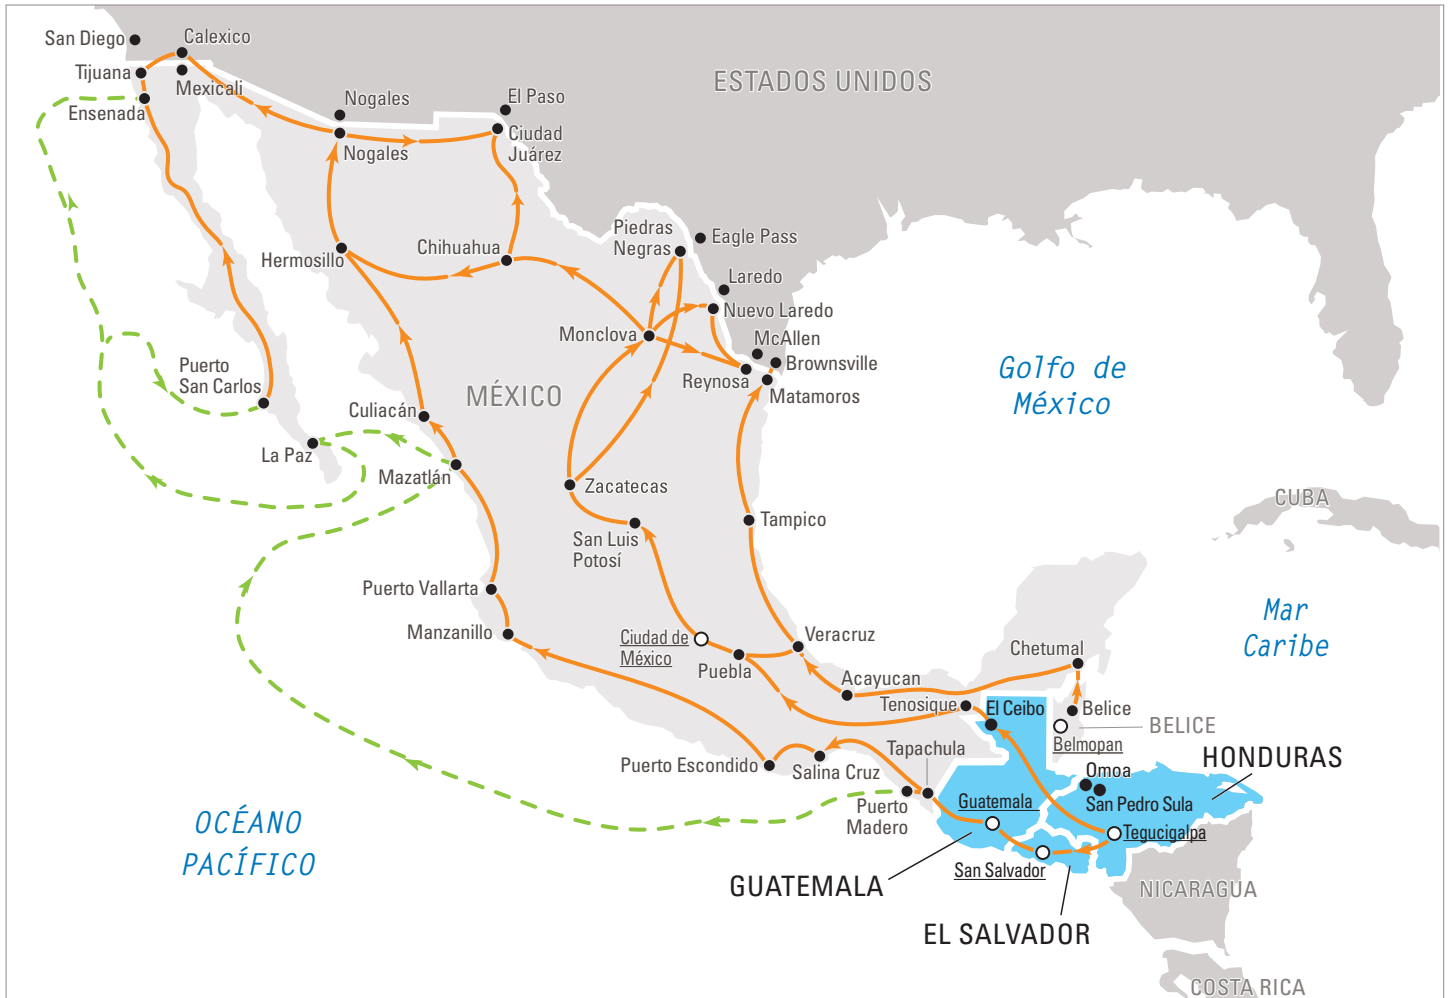 San Diego
Calexico
Tijuana
Mexicali
Ensenada
Nogales
Nogales
El Paso
Ciudad
Juárez
ESTADOS UNIDOS
Piedras
Negras
Eagle Pass
Chihuahua
Hermosillo
Laredo
Nuevo Laredo
Monclova
McAllen
Brownsville
Reynosa
Matamoros
Golfo de
México
Puerto
San Carlos
MÉXICO
Culiacán
La Paz
Mazatlán
Zacatecas
CUBA
San Luis
Potosí
Tampico
Puerto Vallarta
Manzanillo
Ciudad de
México
Puebla
Veracruz
Mar
Caribe
Chetumal
Acayucan
Tenosique
El Ceibo
Belice
BELICE
Belmopan
Puerto Escondido
Salina Cruz
Tapachula
HONDURAS
Omoa
San Pedro Sula
Puerto
Madero
Guatemala
Tegucigalpa
OCÉANO
PACÍFICO
San Salvador
GUATEMALA
NICARAGUA
EL SALVADOR
COSTA RICA